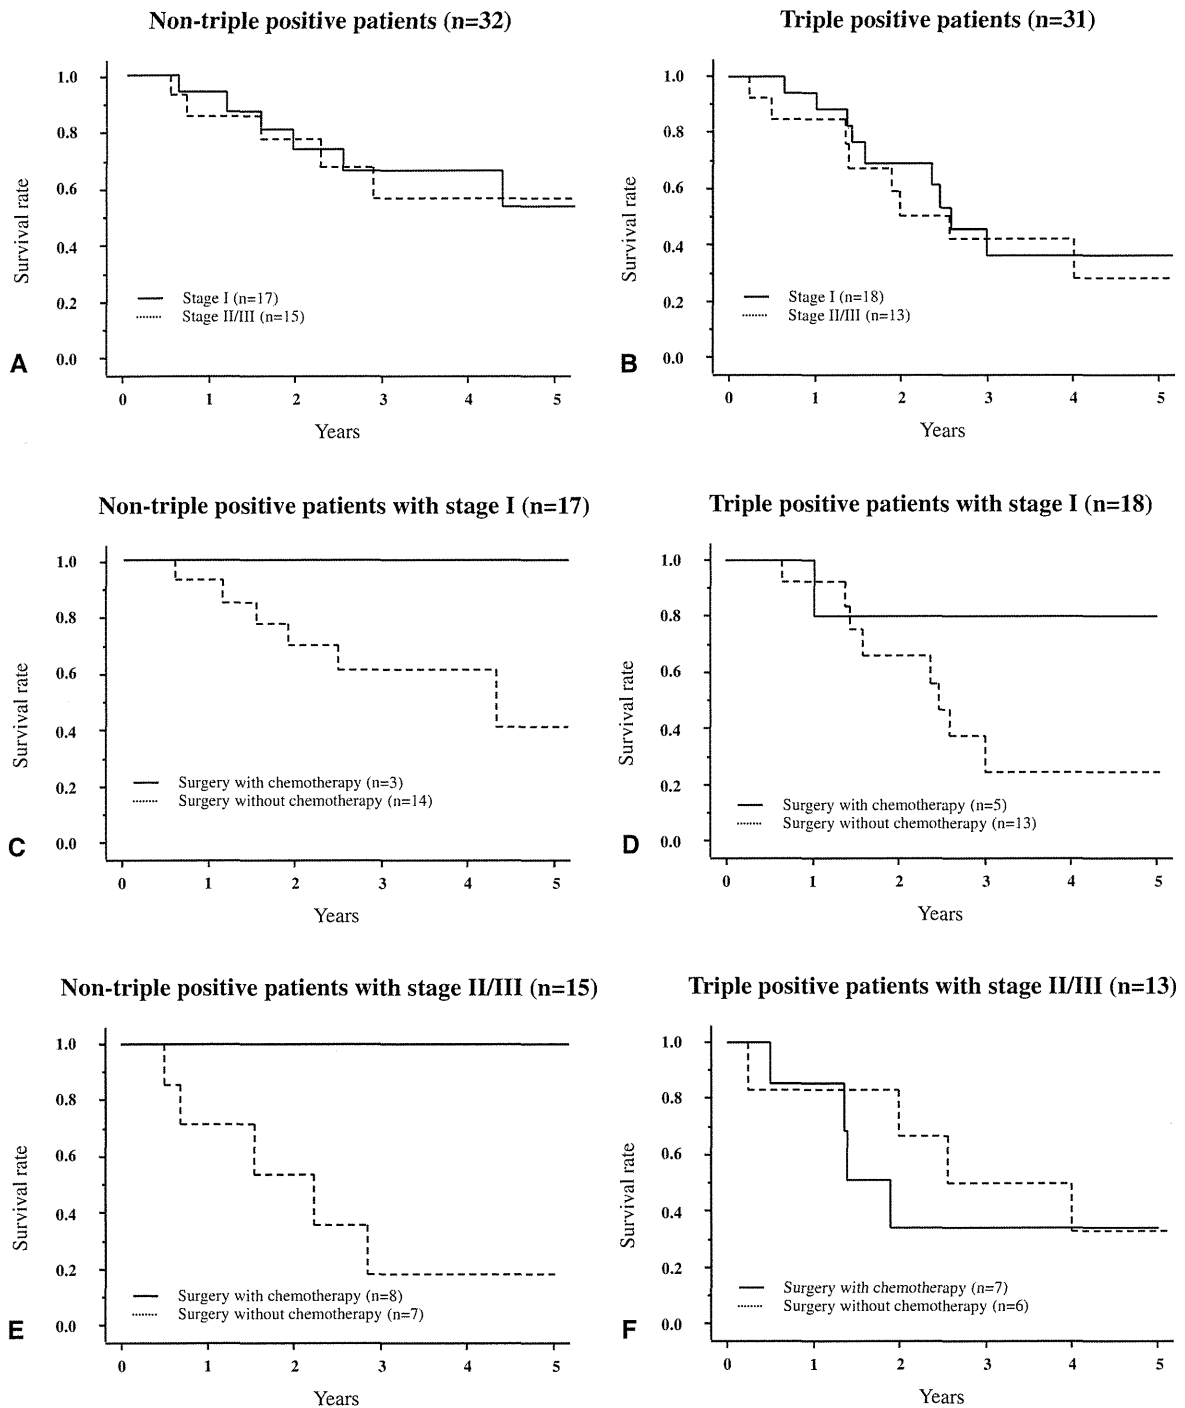 Non-triple positive patients (n=32)
Survival rate
1.0
0.8
0.6
0.4
0.2
0.0
Stage I (n=17)
Stage II/III (n=15)
A
0 1 2 3 4 5
Years
Triple positive patients (n=31)
Survival rate
1.0
0.8
0.6
0.4
0.2
0.0
Stage I (n=18)
Stage II/III (n=13)
B
0 1 2 3 4 5
Years
Non-triple positive patients with stage I (n=17)
Survival rate
1.0
0.8
0.6
0.4
0.2
0.0
Surgery with chemotherapy (n=3)
Surgery without chemotherapy (n=14)
C
0 1 2 3 4 5
Years
Triple positive patients with stage I (n=18)
Survival rate
1.0
0.8
0.6
0.4
0.2
0.0
Surgery with chemotherapy (n=5)
Surgery without chemotherapy (n=13)
D
0 1 2 3 4 5
Years
Non-triple positive patients with stage II/III (n=15)
Survival rate
1.0
0.8
0.6
0.4
0.2
0.0
Surgery with chemotherapy (n=8)
Surgery without chemotherapy (n=7)
E
0 1 2 3 4 5
Years
Triple positive patients with stage II/III (n=13)
Survival rate
1.0
0.8
0.6
0.4
0.2
0.0
Surgery with chemotherapy (n=7)
Surgery without chemotherapy (n=6)
F
0 1 2 3 4 5
Years